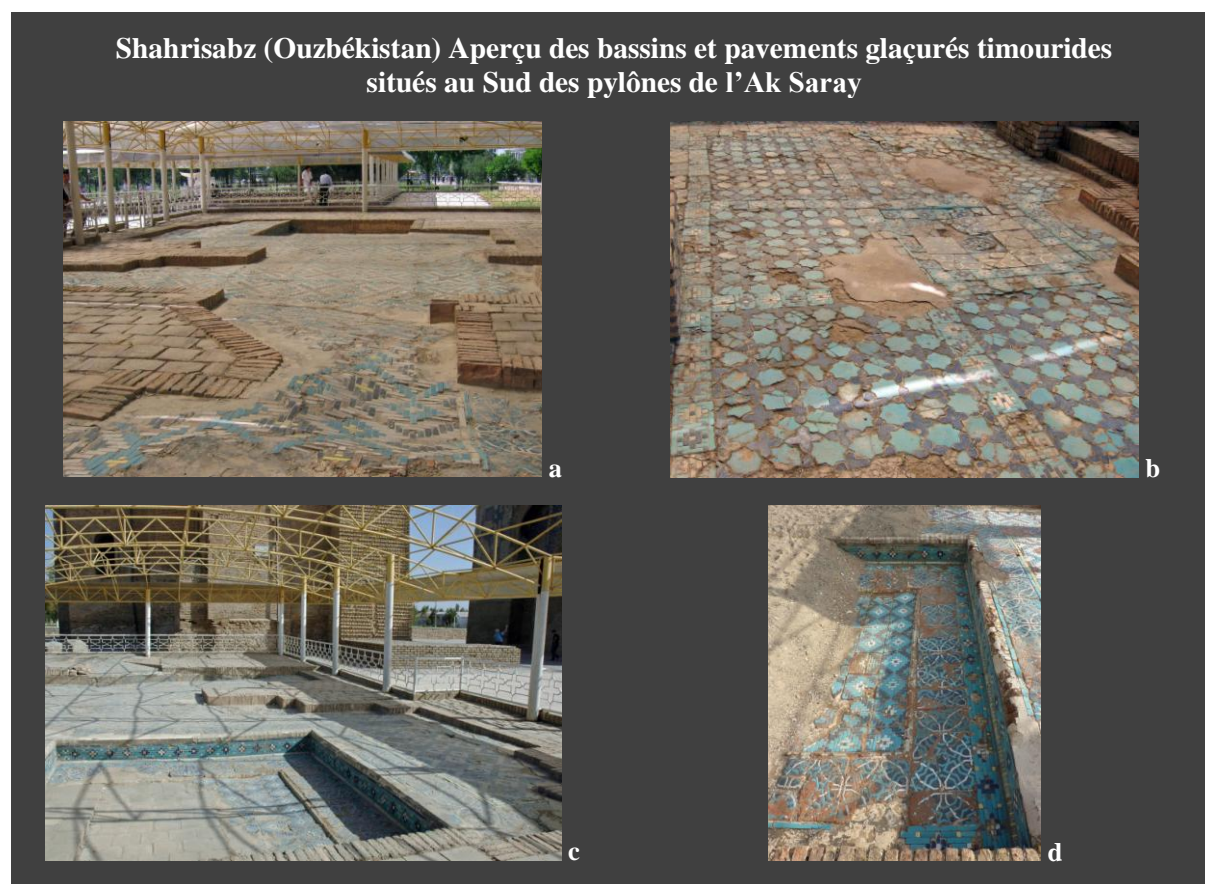 Shahrisabz (Ouzbékistan) Aperçu des bassins et pavements glaçurés timourides
situés au Sud des pylônes de l'Ak Saray
a
b
c
d